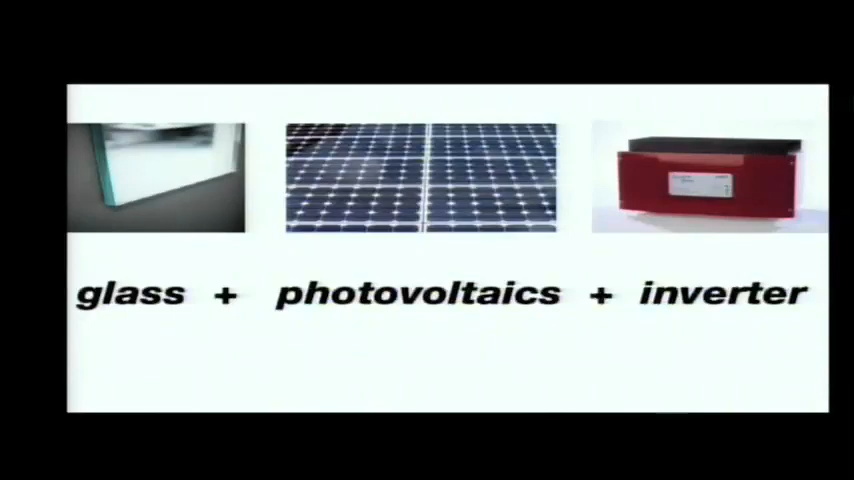 glass + photovoltaics + inverter